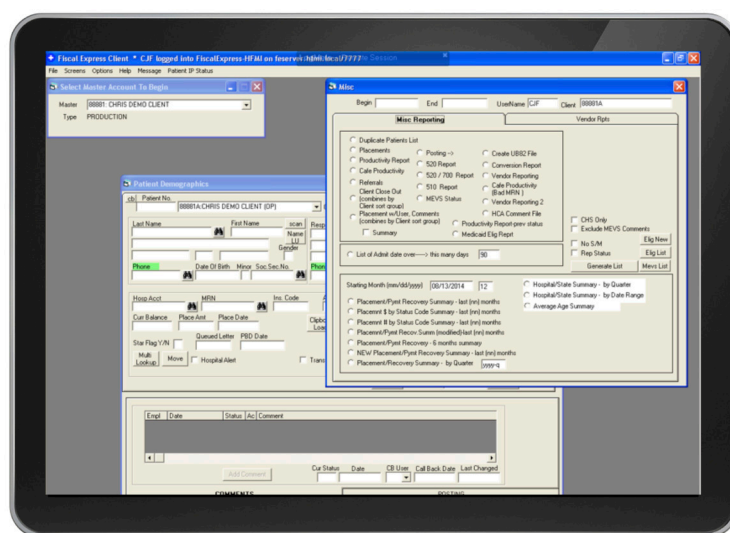 Fiscal Express Client * CJF logged into FiscalExpress-HFMI on
File Screens Options Help Message Patient IP Status
Select Master Account To Begin
Master 88881: CHRIS DEMO CLIENT
Type PRODUCTION
Patient Demographics
cb Patient No.
88881A:CHRIS DEMO CLIENT (OP)
Last Name First Name scan
Name
LU
Gender
Phone Date Of Birth Minor Soc.Sec.No.
Hosp Acct MRN Ins. Code
Curr Balance Place Amt Place Date
Queued Letter PBD Date
Star Flag Y/N
Multi
Lookup Move Hospital Alert
Empl Date Status Ac Comment
Add Comment
Cur Status Date CB User Call Back Date Last Changed
COMMENTS POSTING
Misc
Begin End UserName CJF Client 88881A
Misc Reporting Vendor Rpts
Duplicate Patients List
Placements
Productivity Report
Cafe Productivity
Referrals
Client Close Out
(combines by
Client sort group)
Placement w/User, Comments
(combines by Client sort group)
Summary
Posting ->
520 Report
520 / 700 Report
510 Report
MEVS Status
Create UB82 File
Conversion Report
Vendor Reporting
Cafe Productivity
(Bad MRN )
Vendor Reporting 2
HCA Comment File
Productivity Report-prev status
Medicaid Elig Reprt
List of Admit date over----> this many days 90
CHS Only
Exclude MEVS Comments
No S/M
Rep Status
Elig New
Elig List
Generate List Mevs List
Starting Month (mm/dd/yyyy) 08/13/2014 12
Placement/Pymt Recovery Summary - last (nn) months
Placemnt $ by Status Code Summary - last (nn) months
Placemnt # by Status Code Summary - last (nn) months
Placemnt/Pymt Recov.Summ (modified)-last (nn) months
Placement/Pymt Recovery - 6 months summary
NEW Placement/Pymt Recovery Summary - last (nn) months
Placement/Recovery Summary - by Quarter yyyy-q
Hospital/State Summary - by Quarter
Hospital/State Summary - by Date Range
Average Age Summary